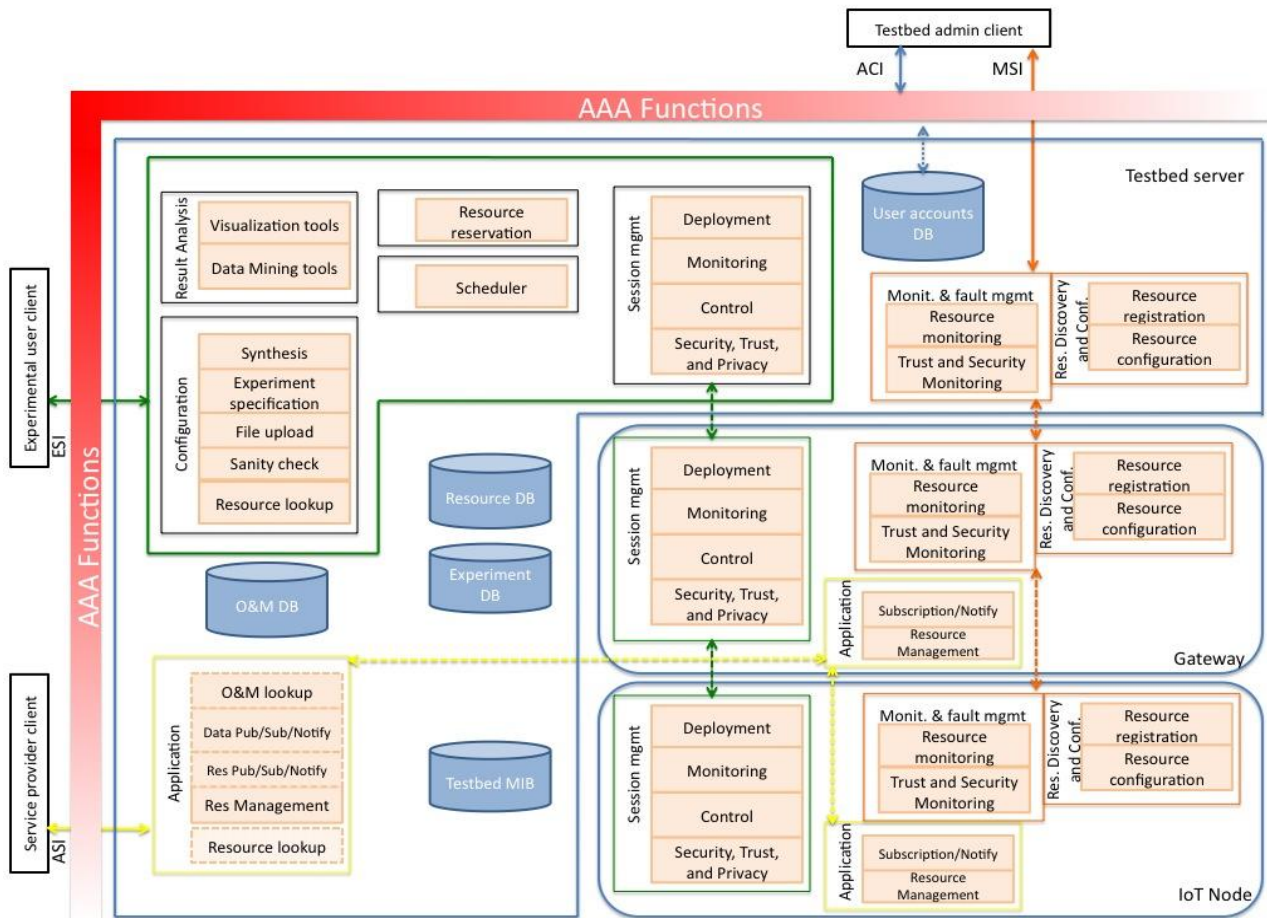 Testbed admin client
ACI
MSI
AAA Functions
Testbed server
User accounts
DB
Result Analysis
Visualization tools
Data Mining tools
Resource
reservation
Scheduler
Session mgmt
Deployment
Monitoring
Control
Security, Trust,
and Privacy
Monit. & fault mgmt
Resource
monitoring
Trust and Security
Monitoring
Res. Discovery
and Conf.
Resource
registration
Resource
configuration
Experimental user client
ESI
AAA Functions
Configuration
Synthesis
Experiment
specification
File upload
Sanity check
Resource lookup
Resource DB
Experiment
DB
O&M DB
Session mgmt
Deployment
Monitoring
Control
Security, Trust,
and Privacy
Monit. & fault mgmt
Resource
monitoring
Trust and Security
Monitoring
Res. Discovery
and Conf.
Resource
registration
Resource
configuration
Application
Subscription/Notify
Resource
Management
Gateway
Service provider client
ASI
Application
O&M lookup
Data Pub/Sub/Notify
Res Pub/Sub/Notify
Res Management
Resource lookup
Testbed MIB
Session mgmt
Deployment
Monitoring
Control
Security, Trust,
and Privacy
Monit. & fault mgmt
Resource
monitoring
Trust and Security
Monitoring
Res. Discovery
and Conf.
Resource
registration
Resource
configuration
Application
Subscription/Notify
Resource
Management
IoT Node